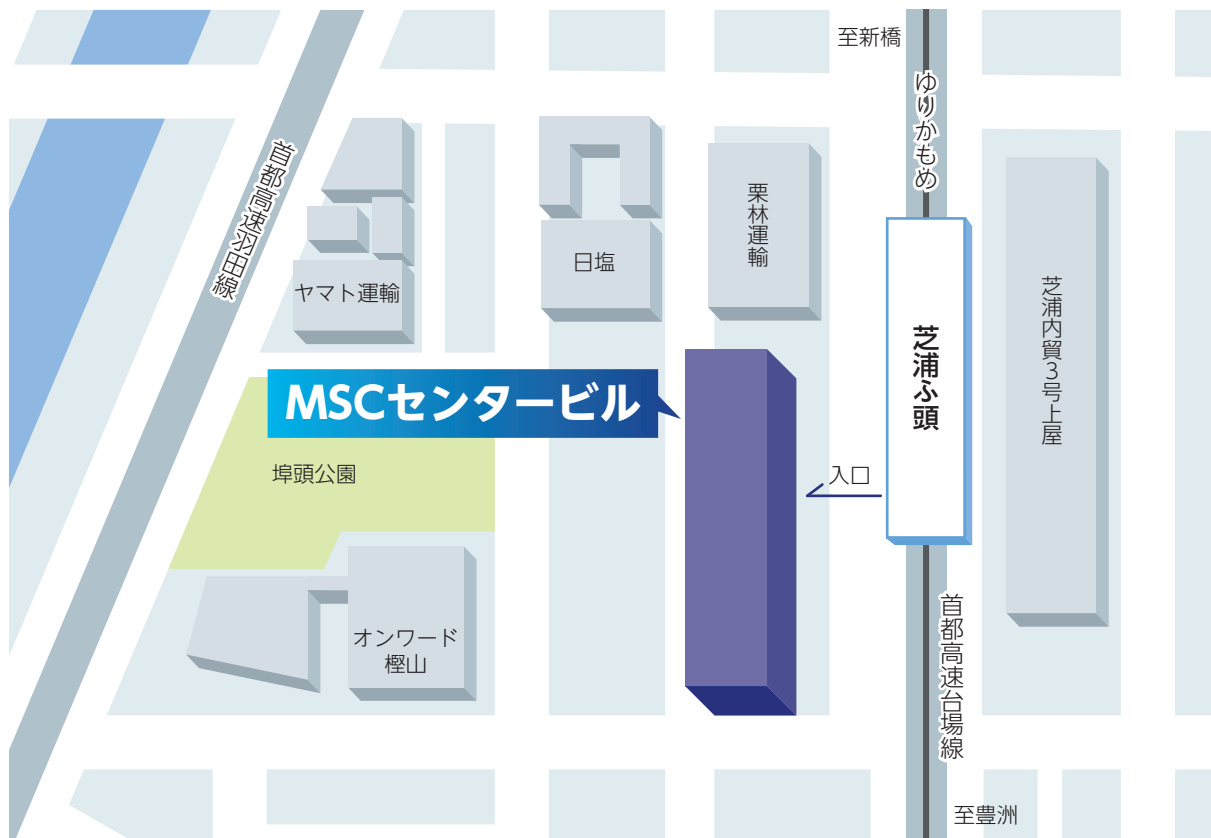 至新橋
ゆりかもめ
首都高速羽田線
栗林運輸
日塩
ヤマト運輸
芝浦内貿3号上屋
芝浦ふ頭
MSCセンタービル
埠頭公園
入口
オンワード
樫山
首都高速台場線
至豊洲